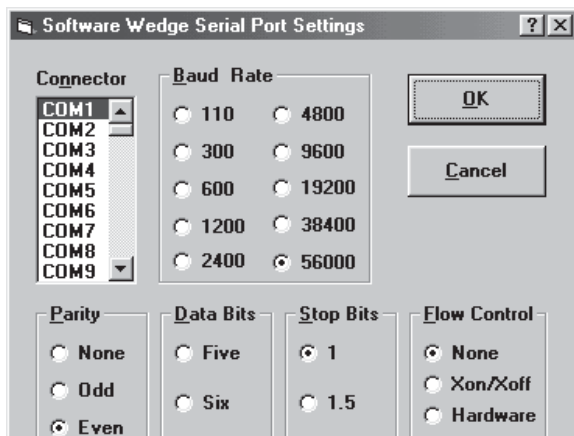 Software Wedge Serial Port Settings
Connector
COM1
COM2
COM3
COM4
COM5
COM6
COM7
COM8
COM9
Baud Rate
110
300
600
1200
2400
4800
9600
19200
38400
56000
OK
Cancel
Parity
None
Odd
Even
Data Bits
Five
Six
Stop Bits
1
1.5
Flow Control
None
Xon/Xoff
Hardware